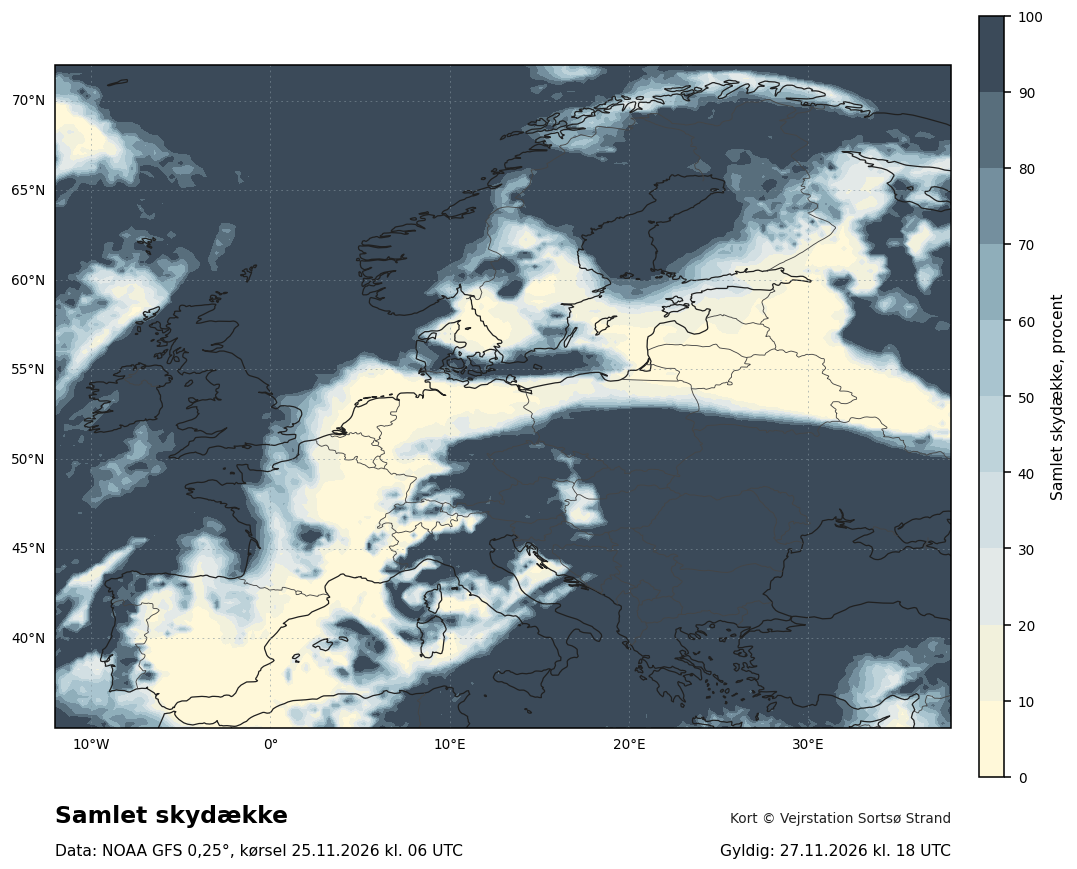 100
90
80
70
60
50
40
30
20
10
0
Samlet skydække, procent
70°N
65°N
60°N
55°N
50°N
45°N
40°N
10°W
0°
10°E
20°E
30°E
Samlet skydække
Kort © Vejrstation Sortsø Strand
Data: NOAA GFS 0,25°, kørsel 25.11.2026 kl. 06 UTC
Gyldig: 27.11.2026 kl. 18 UTC